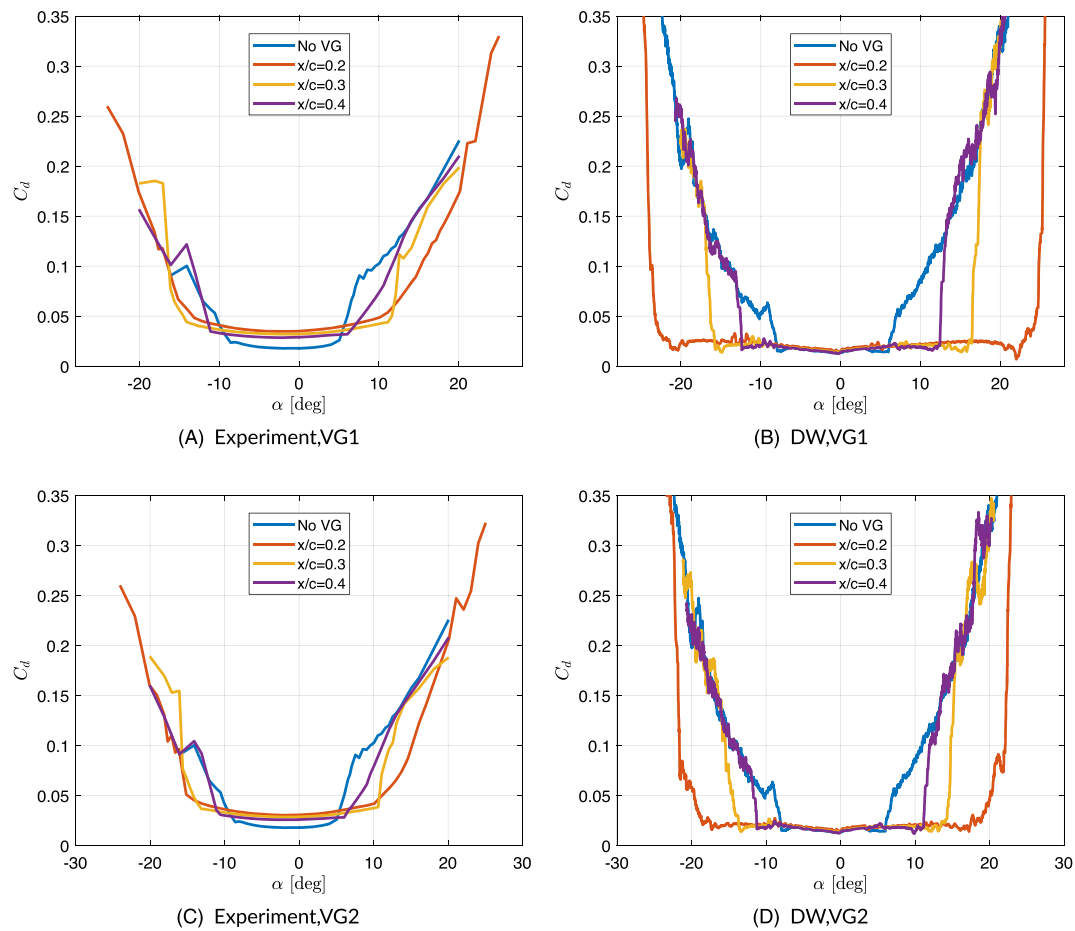 0.35
0.3
0.25
0.2
0.15
0.1
0.05
0
C_d
-20
-10
0
10
20
α [deg]
No VG
x/c=0.2
x/c=0.3
x/c=0.4
(A) Experiment,VG1
0.35
0.3
0.25
0.2
0.15
0.1
0.05
0
C_d
-20
-10
0
10
20
α [deg]
No VG
x/c=0.2
x/c=0.3
x/c=0.4
(B) DW,VG1
0.35
0.3
0.25
0.2
0.15
0.1
0.05
0
C_d
-30
-20
-10
0
10
20
30
α [deg]
No VG
x/c=0.2
x/c=0.3
x/c=0.4
(C) Experiment,VG2
0.35
0.3
0.25
0.2
0.15
0.1
0.05
0
C_d
-30
-20
-10
0
10
20
30
α [deg]
No VG
x/c=0.2
x/c=0.3
x/c=0.4
(D) DW,VG2